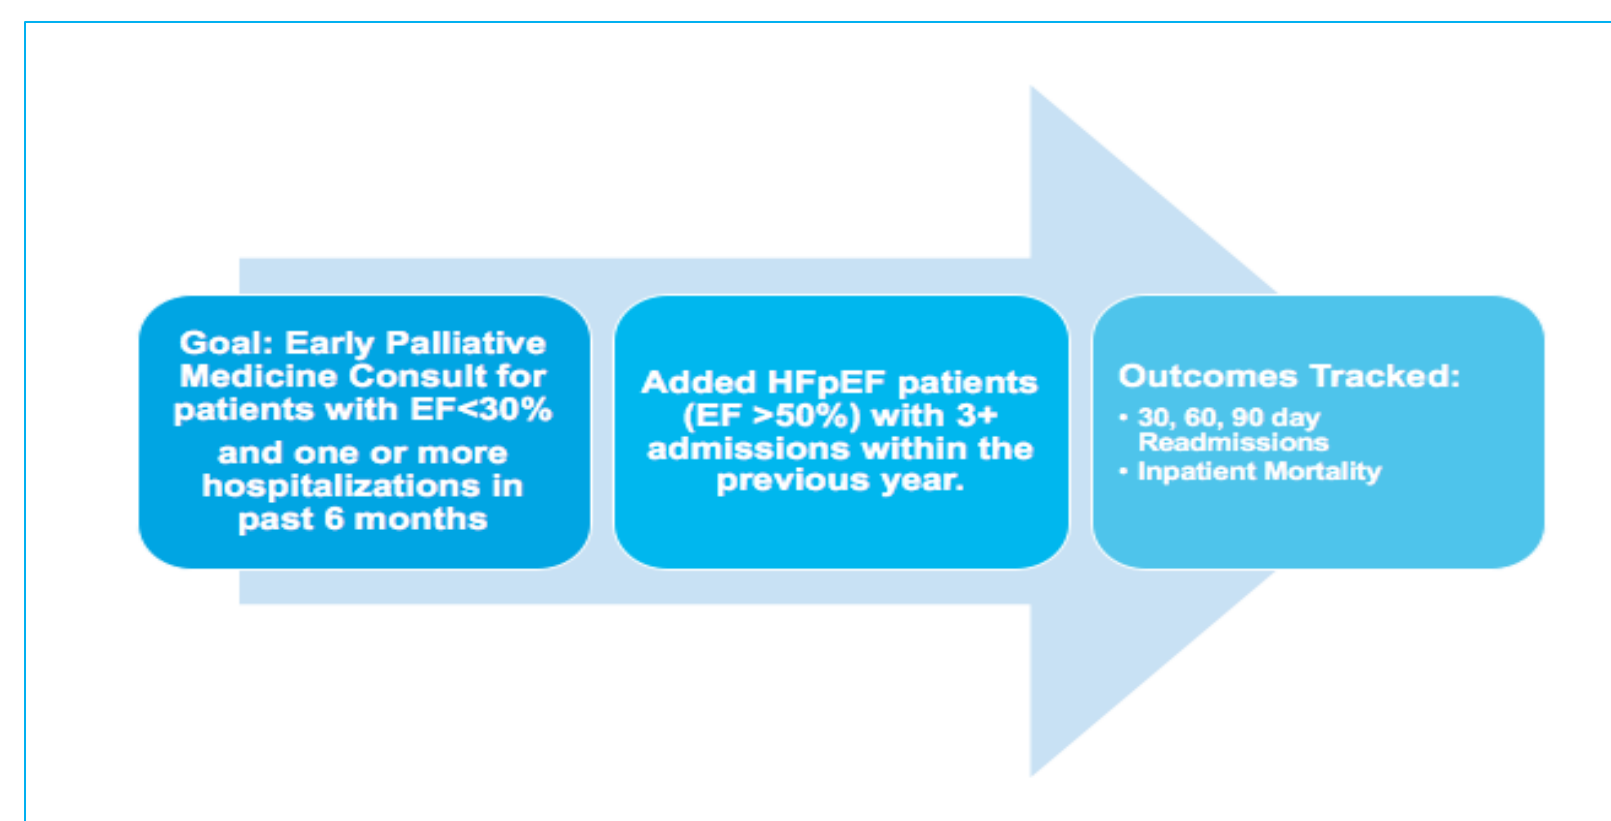 Goal: Early Palliative
Medicine Consult for
patients with EF<30%
and one or more
hospitalizations in
past 6 months
Added HFpEF patients
(EF >50%) with 3+
admissions within the
previous year.
Outcomes Tracked:
• 30, 60, 90 day
Readmissions
• Inpatient Mortality